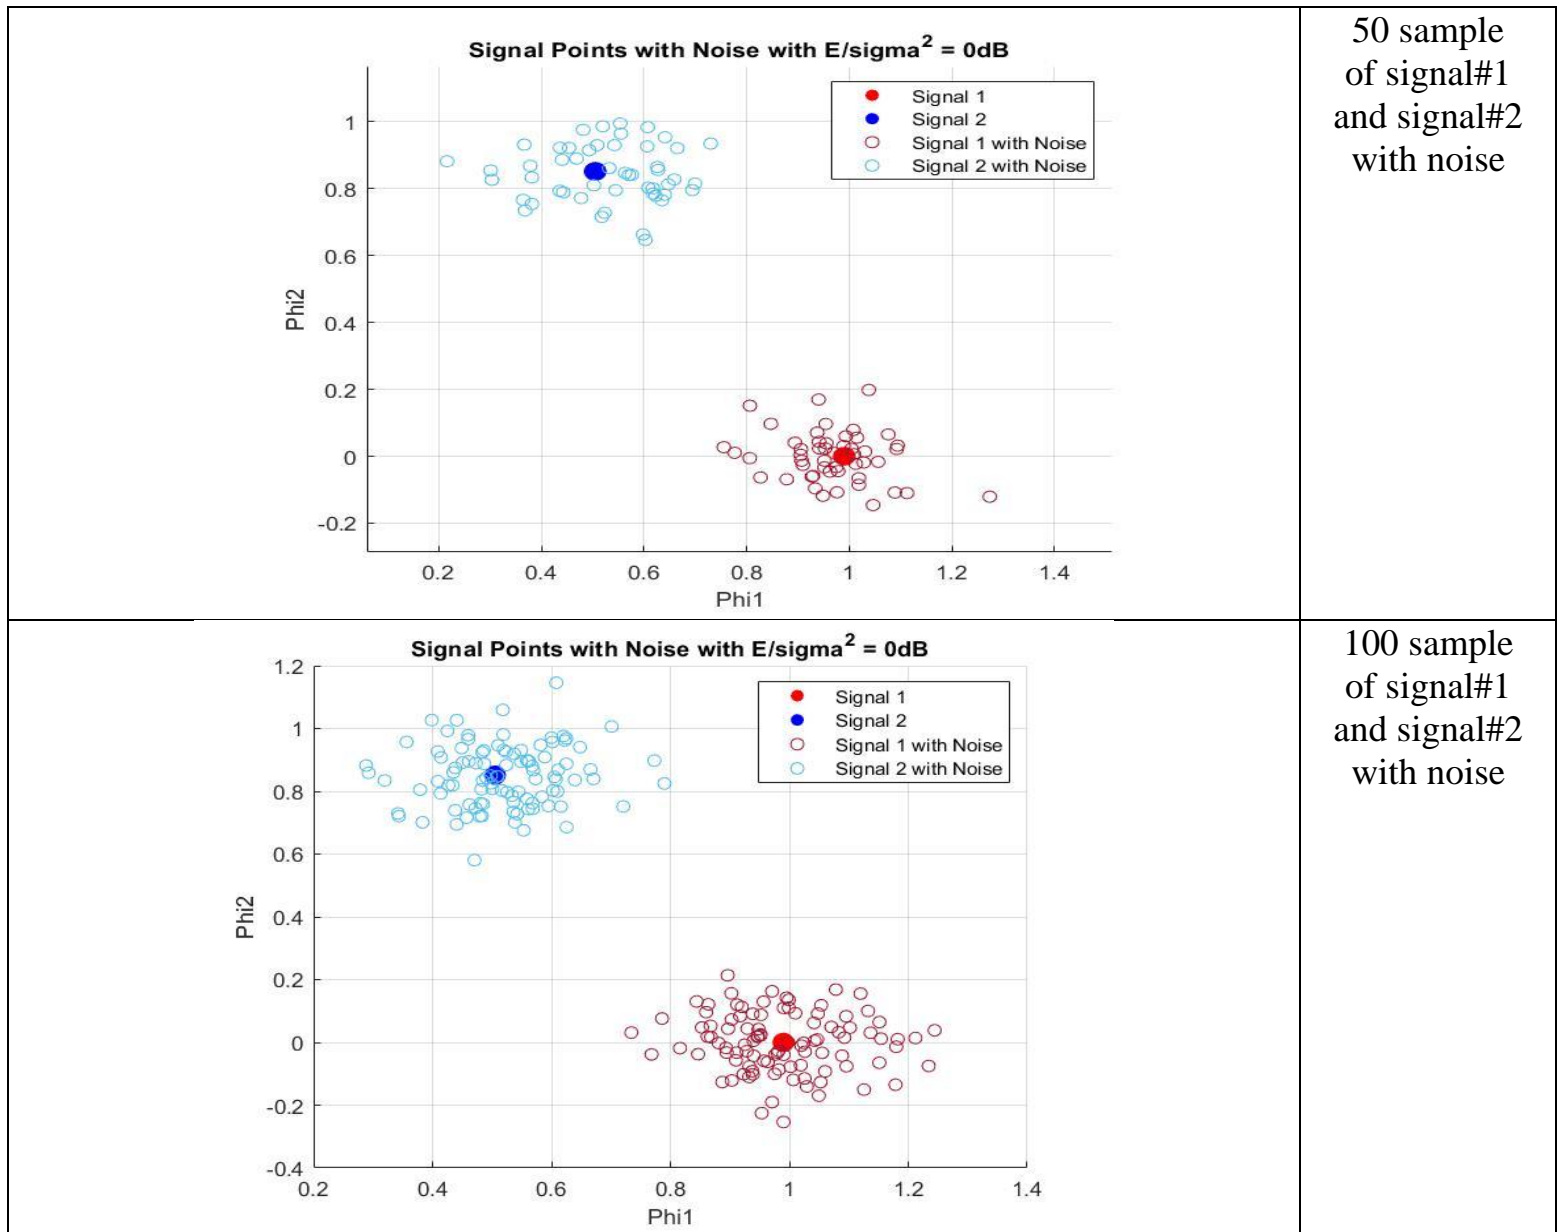 Signal Points with Noise with E/sigma^2 = 0dB
Signal 1
Signal 2
Signal 1 with Noise
Signal 2 with Noise
1
0.8
0.6
0.4
0.2
0
-0.2
Phi2
0.2 0.4 0.6 0.8 1 1.2 1.4
Phi1
50 sample
of signal#1
and signal#2
with noise
Signal Points with Noise with E/sigma^2 = 0dB
Signal 1
Signal 2
Signal 1 with Noise
Signal 2 with Noise
1.2
1
0.8
0.6
0.4
0.2
0
-0.2
-0.4
Phi2
0.2 0.4 0.6 0.8 1 1.2 1.4
Phi1
100 sample
of signal#1
and signal#2
with noise